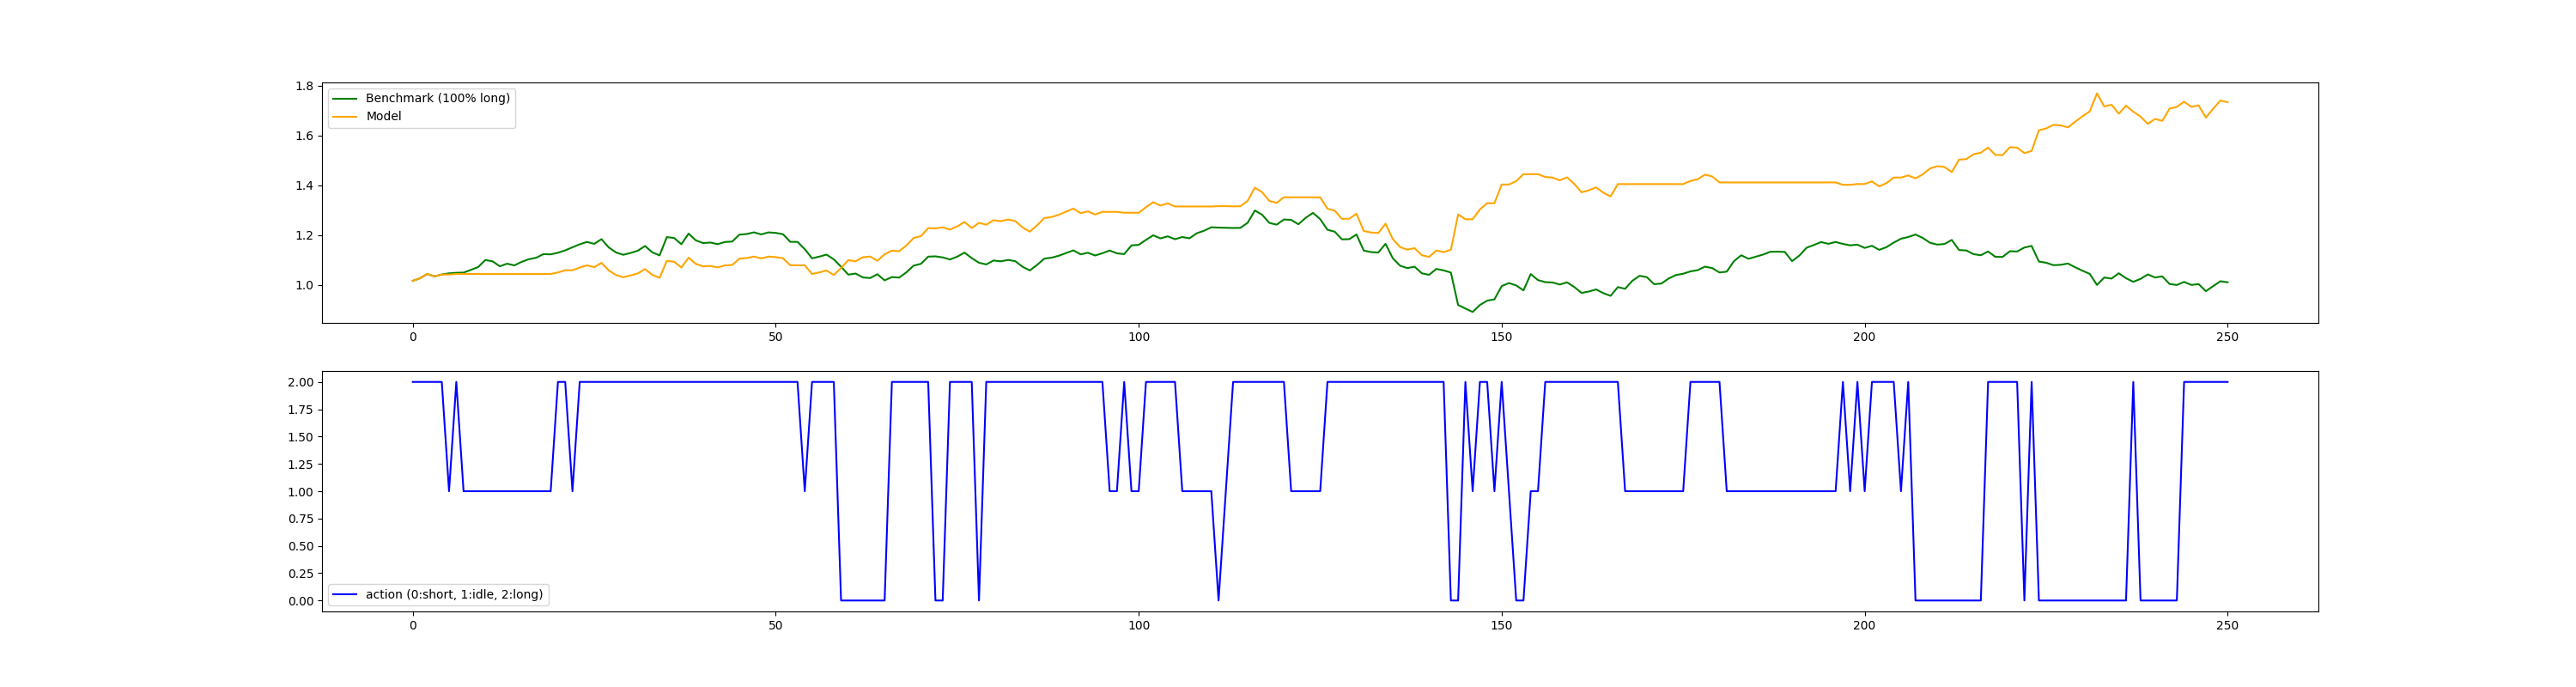 1.8
1.6
1.4
1.2
1.0
Benchmark (100% long)
Model
0 50 100 150 200 250
2.00
1.75
1.50
1.25
1.00
0.75
0.50
0.25
0.00
action (0:short, 1:idle, 2:long)
0 50 100 150 200 250